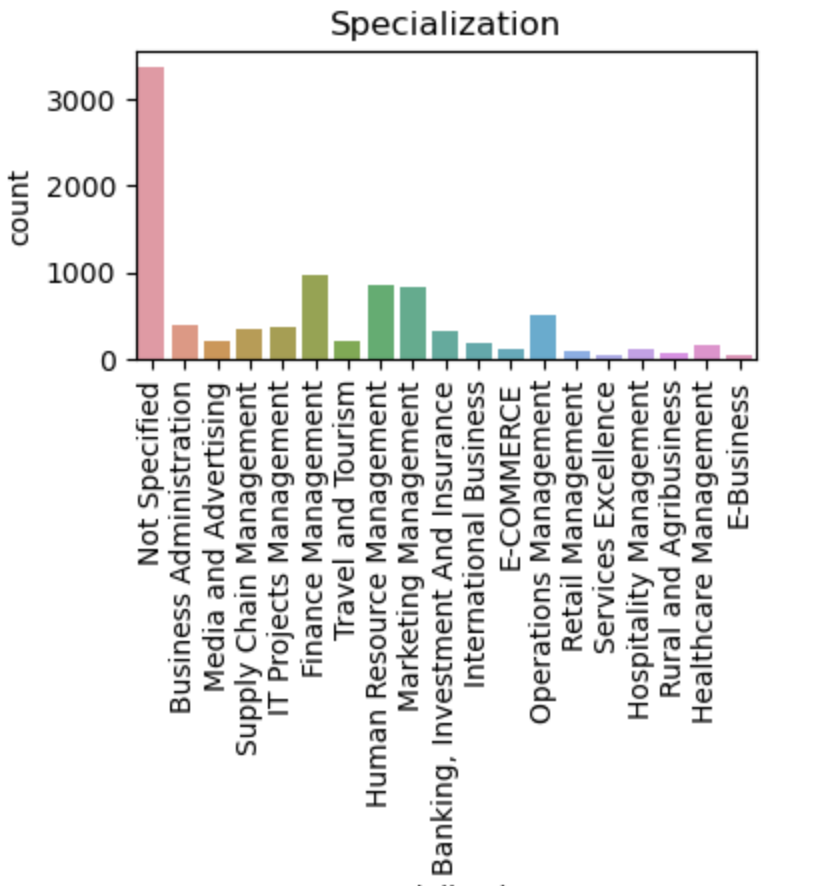 Specialization
3000
2000
1000
0
count
Not Specified
Business Administration
Media and Advertising
Supply Chain Management
IT Projects Management
Finance Management
Travel and Tourism
Human Resource Management
Marketing Management
Banking, Investment And Insurance
International Business
E-COMMERCE
Operations Management
Retail Management
Services Excellence
Hospitality Management
Rural and Agribusiness
Healthcare Management
E-Business